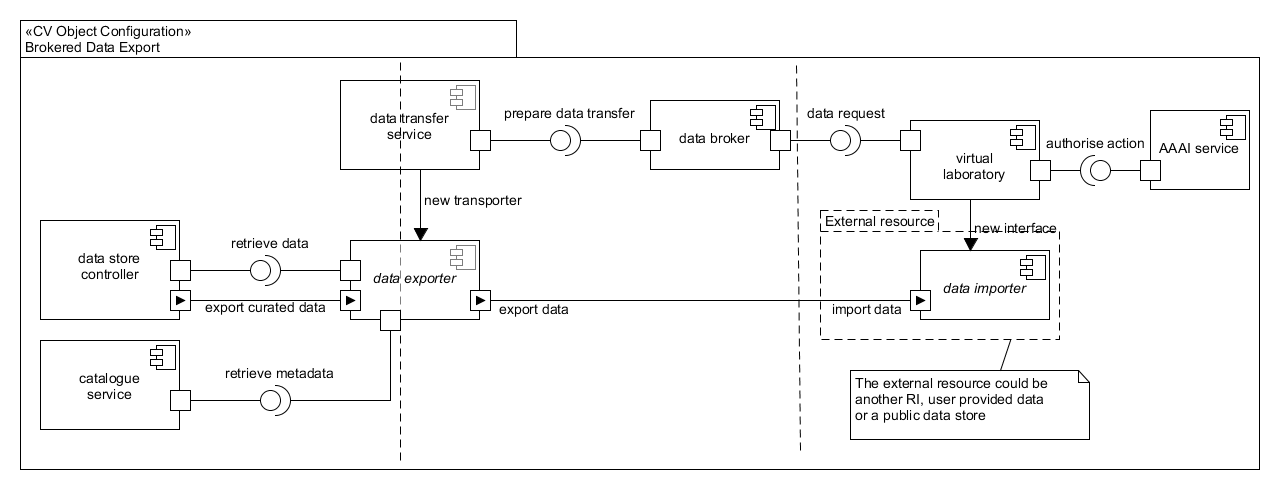 «CV Object Configuration»
Brokered Data Export
data transfer
service
prepare data transfer
data broker
data request
virtual
laboratory
authorise action
AAAI service
new transporter
External resource
new interface
data store
controller
retrieve data
data exporter
data importer
export curated data
export data
import data
catalogue
service
retrieve metadata
The external resource could be
another RI, user provided data
or a public data store